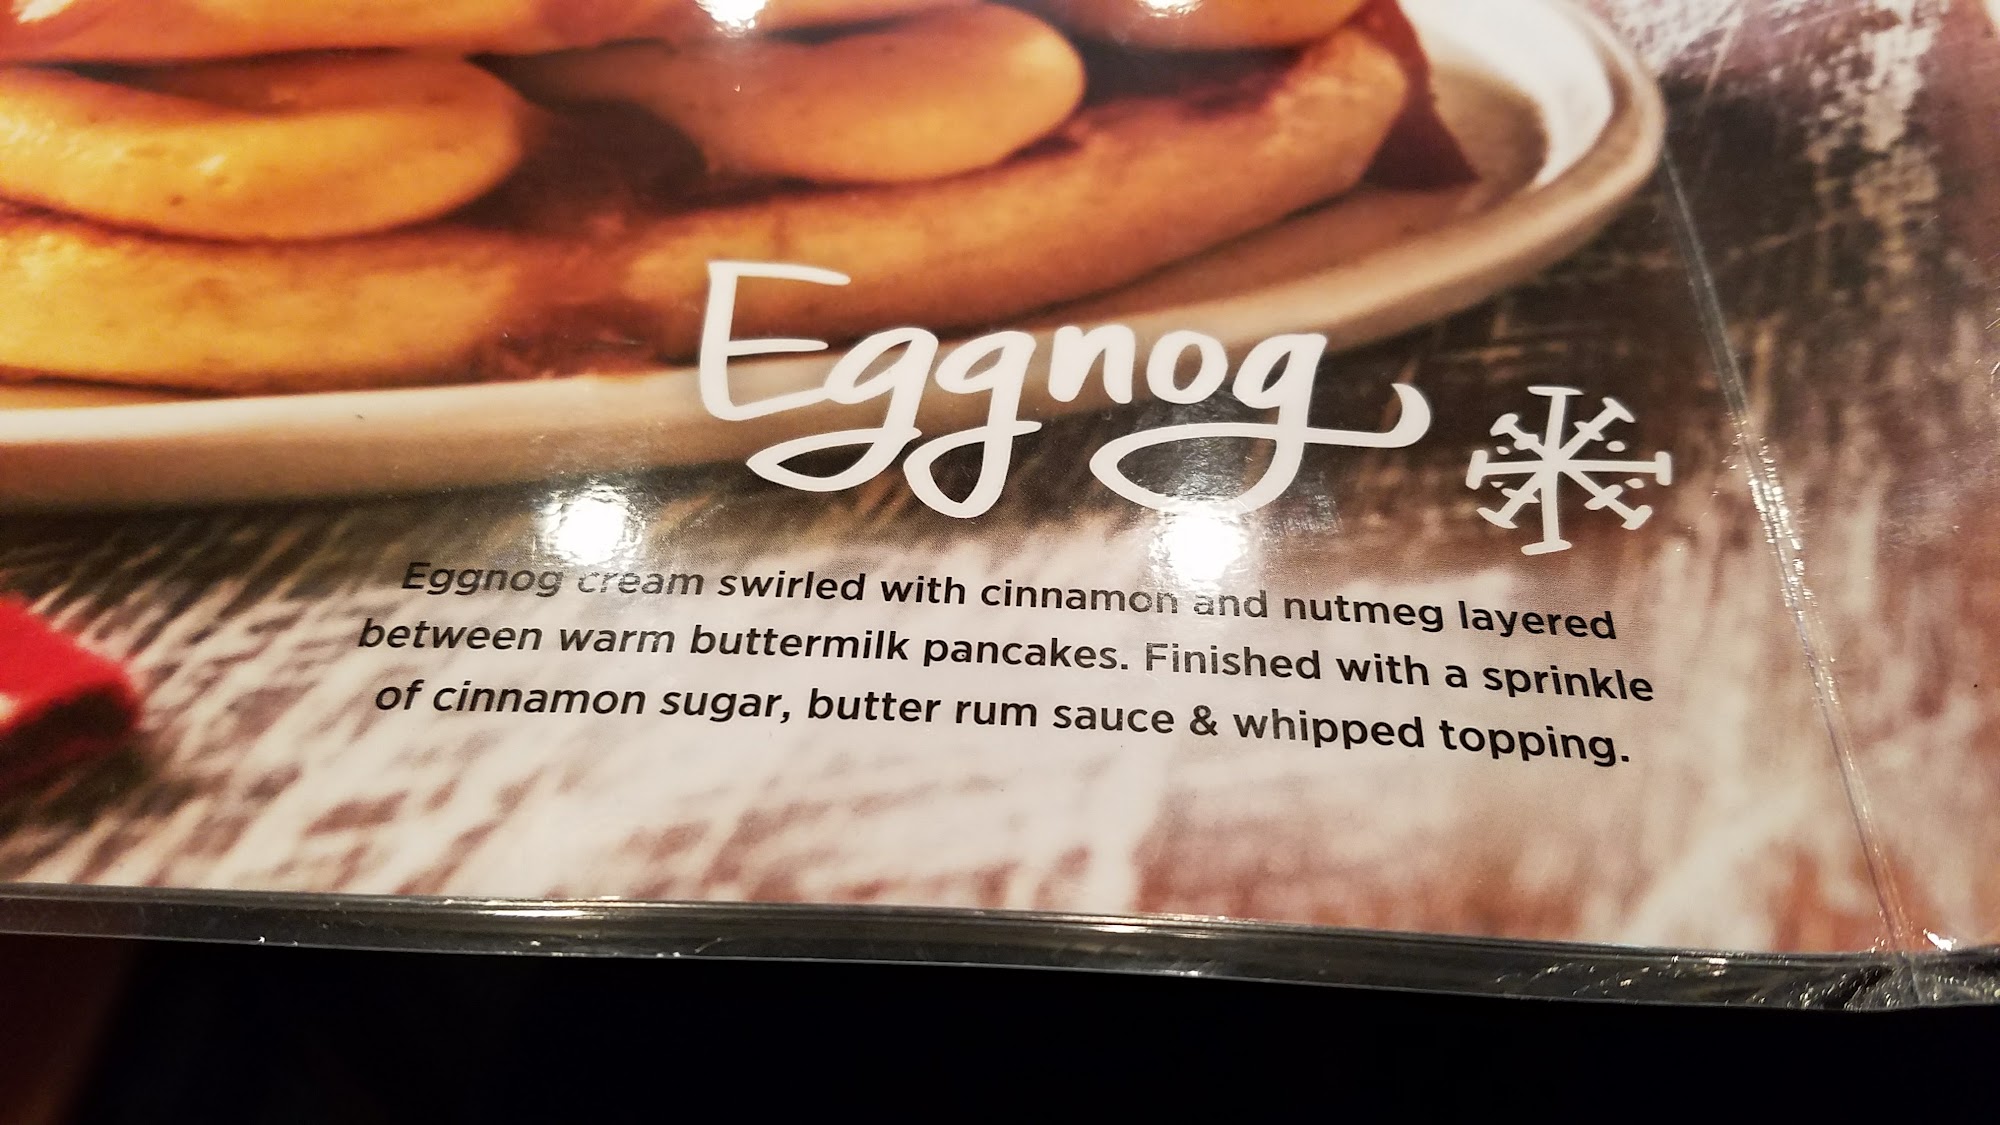 Eggnog
Eggnog cream swirled with cinnamon and nutmeg layered
between warm buttermilk pancakes. Finished with a sprinkle
of cinnamon sugar, butter rum sauce & whipped topping.